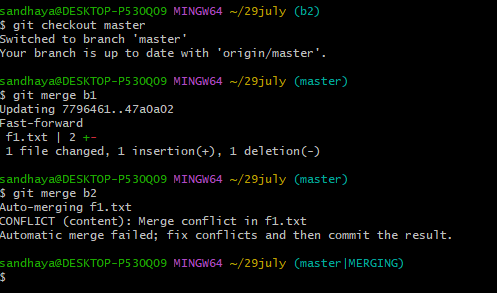 sandhaya@DESKTOP-P530QO9 MINGW64 ~/29july (b2)
$ git checkout master
Switched to branch 'master'
Your branch is up to date with 'origin/master'.
sandhaya@DESKTOP-P530QO9 MINGW64 ~/29july (master)
$ git merge b1
Updating 7796461..47a0a02
Fast-forward
 f1.txt | 2 +-
 1 file changed, 1 insertion(+), 1 deletion(-)
sandhaya@DESKTOP-P530QO9 MINGW64 ~/29july (master)
$ git merge b2
Auto-merging f1.txt
CONFLICT (content): Merge conflict in f1.txt
Automatic merge failed; fix conflicts and then commit the result.
sandhaya@DESKTOP-P530QO9 MINGW64 ~/29july (master|MERGING)
$